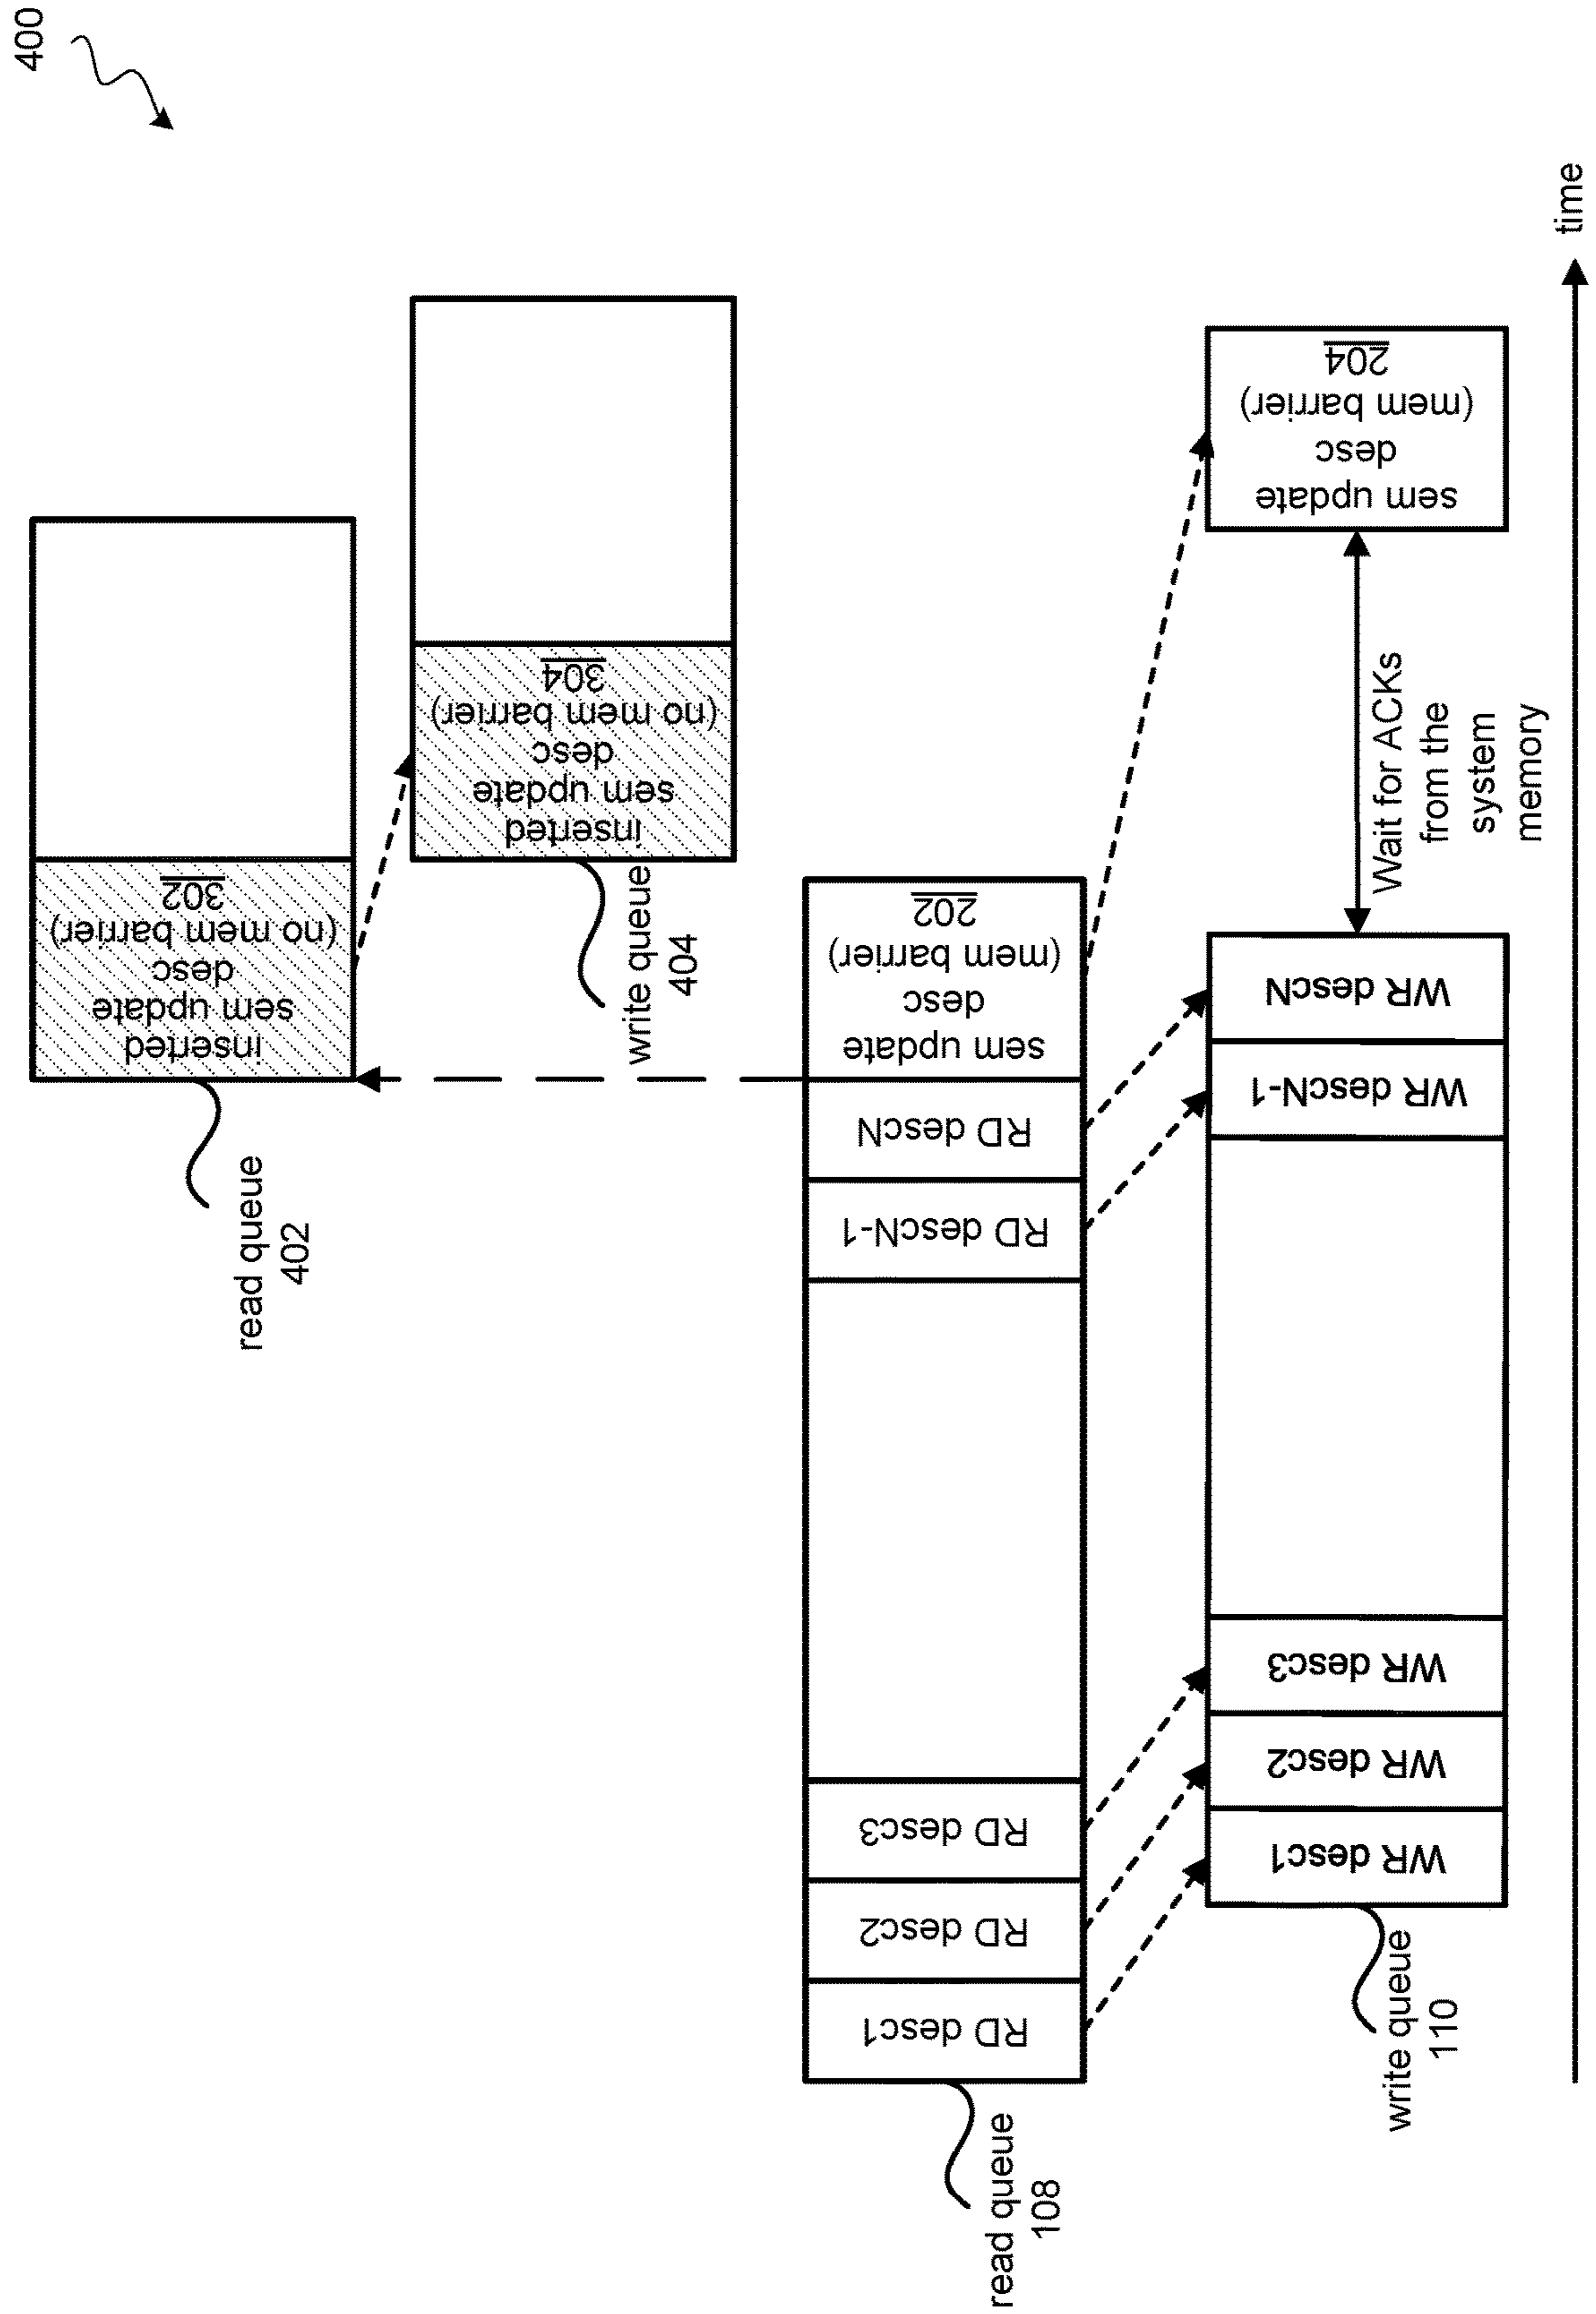 400
inserted
sem update
desc
(no mem barrier)
302
read queue
402
inserted
sem update
desc
(no mem barrier)
304
write queue
404
RD desc1
RD desc2
RD desc3
RD descN-1
RD descN
sem update
desc
(mem barrier)
202
read queue
108
WR desc1
WR desc2
WR desc3
WR descN-1
WR descN
Wait for ACKs
from the
system
memory
sem update
desc
(mem barrier)
204
write queue
110
time